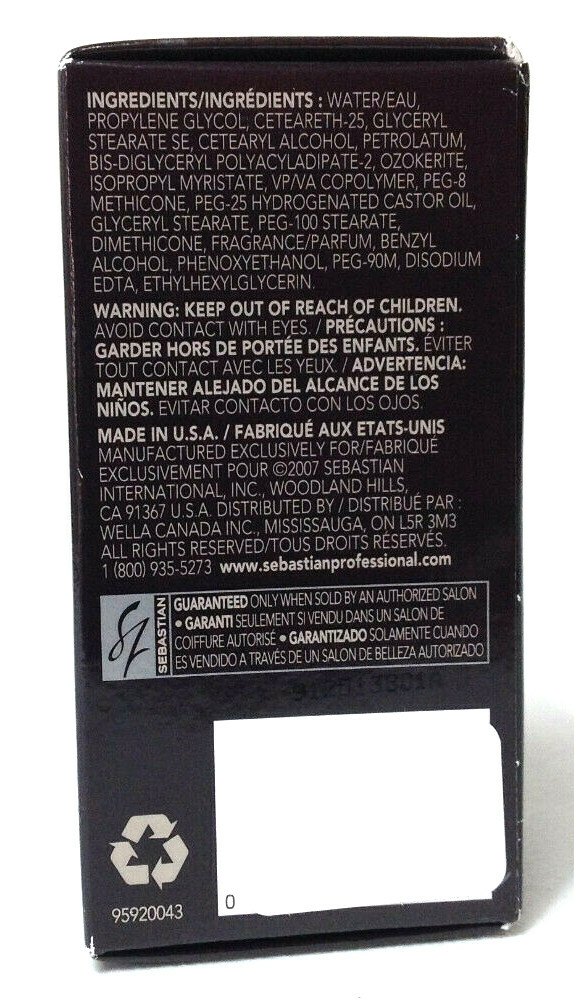 INGREDIENTS/INGRÉDIENTS : WATER/EAU,
PROPYLENE GLYCOL, CETEARETH-25, GLYCERYL
STEARATE SE, CETEARYL ALCOHOL, PETROLATUM,
BIS-DIGLYCERYL POLYACYLADIPATE-2, OZOKERITE,
ISOPROPYL MYRISTATE, VP/VA COPOLYMER, PEG-8
METHICONE, PEG-25 HYDROGENATED CASTOR OIL,
GLYCERYL STEARATE, PEG-100 STEARATE,
DIMETHICONE, FRAGRANCE/PARFUM, BENZYL
ALCOHOL, PHENOXYETHANOL, PEG-90M, DISODIUM
EDTA, ETHYLHEXYLGLYCERIN.
WARNING: KEEP OUT OF REACH OF CHILDREN.
AVOID CONTACT WITH EYES. / PRÉCAUTIONS :
GARDER HORS DE PORTÉE DES ENFANTS. ÉVITER
TOUT CONTACT AVEC LES YEUX. / ADVERTENCIA:
MANTENER ALEJADO DEL ALCANCE DE LOS
NIÑOS. EVITAR CONTACTO CON LOS OJOS.
MADE IN U.S.A. / FABRIQUÉ AUX ETATS-UNIS
MANUFACTURED EXCLUSIVELY FOR/FABRIQUÉ
EXCLUSIVEMENT POUR ©2007 SEBASTIAN
INTERNATIONAL, INC., WOODLAND HILLS,
CA 91367 U.S.A. DISTRIBUTED BY / DISTRIBUÉ PAR :
WELLA CANADA INC., MISSISSAUGA, ON L5R 3M3
ALL RIGHTS RESERVED/TOUS DROITS RÉSERVÉS.
1 (800) 935-5273 www.sebastianprofessional.com
SEBASTIAN
GUARANTEED ONLY WHEN SOLD BY AN AUTHORIZED SALON
• GARANTI SEULEMENT SI VENDU DANS UN SALON DE
COIFFURE AUTORISÉ • GARANTIZADO SOLAMENTE CUANDO
ES VENDIDO A TRAVÉS DE UN SALON DE BELLEZA AUTORIZADO
95920043
0